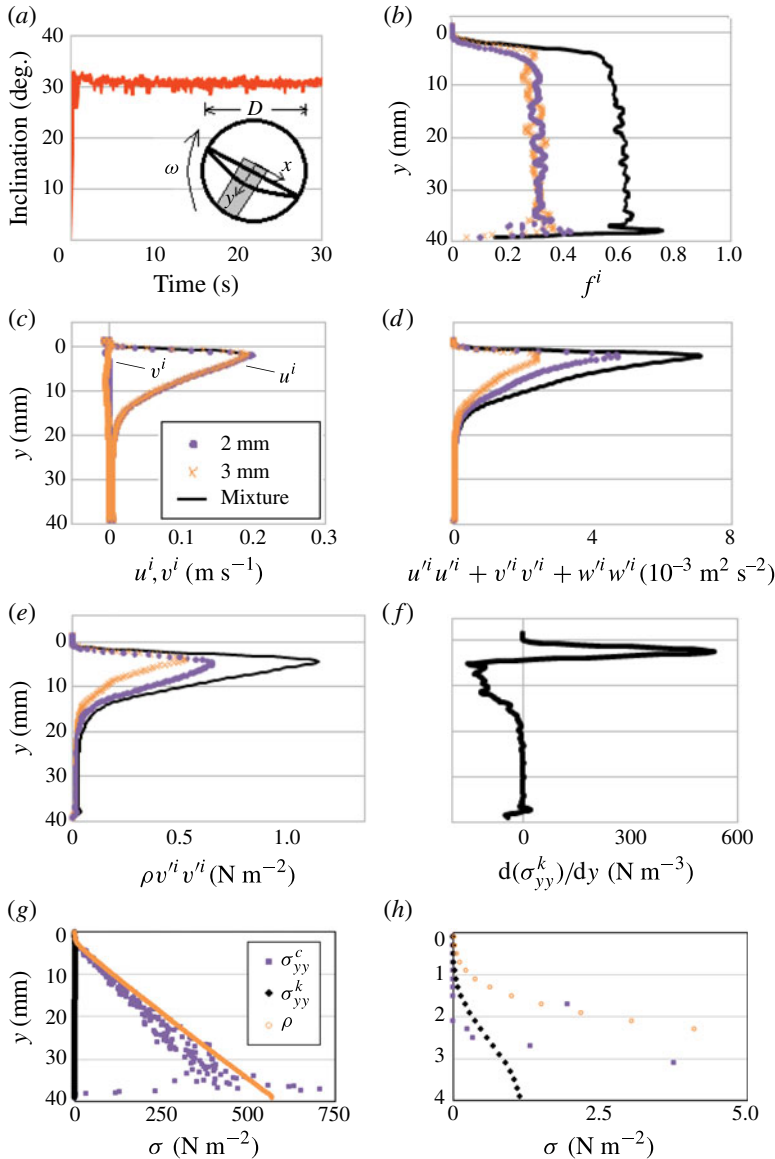 (a)
40
30
20
10
0
10
20
30
Inclination (deg.)
Time (s)
D
ω
x
y
(b)
0
10
20
30
40
0
0.2
0.4
0.6
0.8
1.0
y (mm)
f^i
(c)
0
10
20
30
40
0
0.1
0.2
0.3
y (mm)
v^i
u^i
2 mm
3 mm
Mixture
u^i, v^i (m s⁻¹)
(d)
0
4
8
u′^i u′^i + v′^i v′^i + w′^i w′^i (10⁻³ m² s⁻²)
(e)
0
10
20
30
40
0
0.5
1.0
y (mm)
ρv′^i v′^i (N m⁻²)
(f)
0
300
600
d(σ^k_yy)/dy (N m⁻³)
(g)
0
10
20
30
40
0
250
500
750
y (mm)
σ^c_yy
σ^k_yy
ρ
σ (N m⁻²)
(h)
0
1
2
3
4
0
2.5
5.0
σ (N m⁻²)